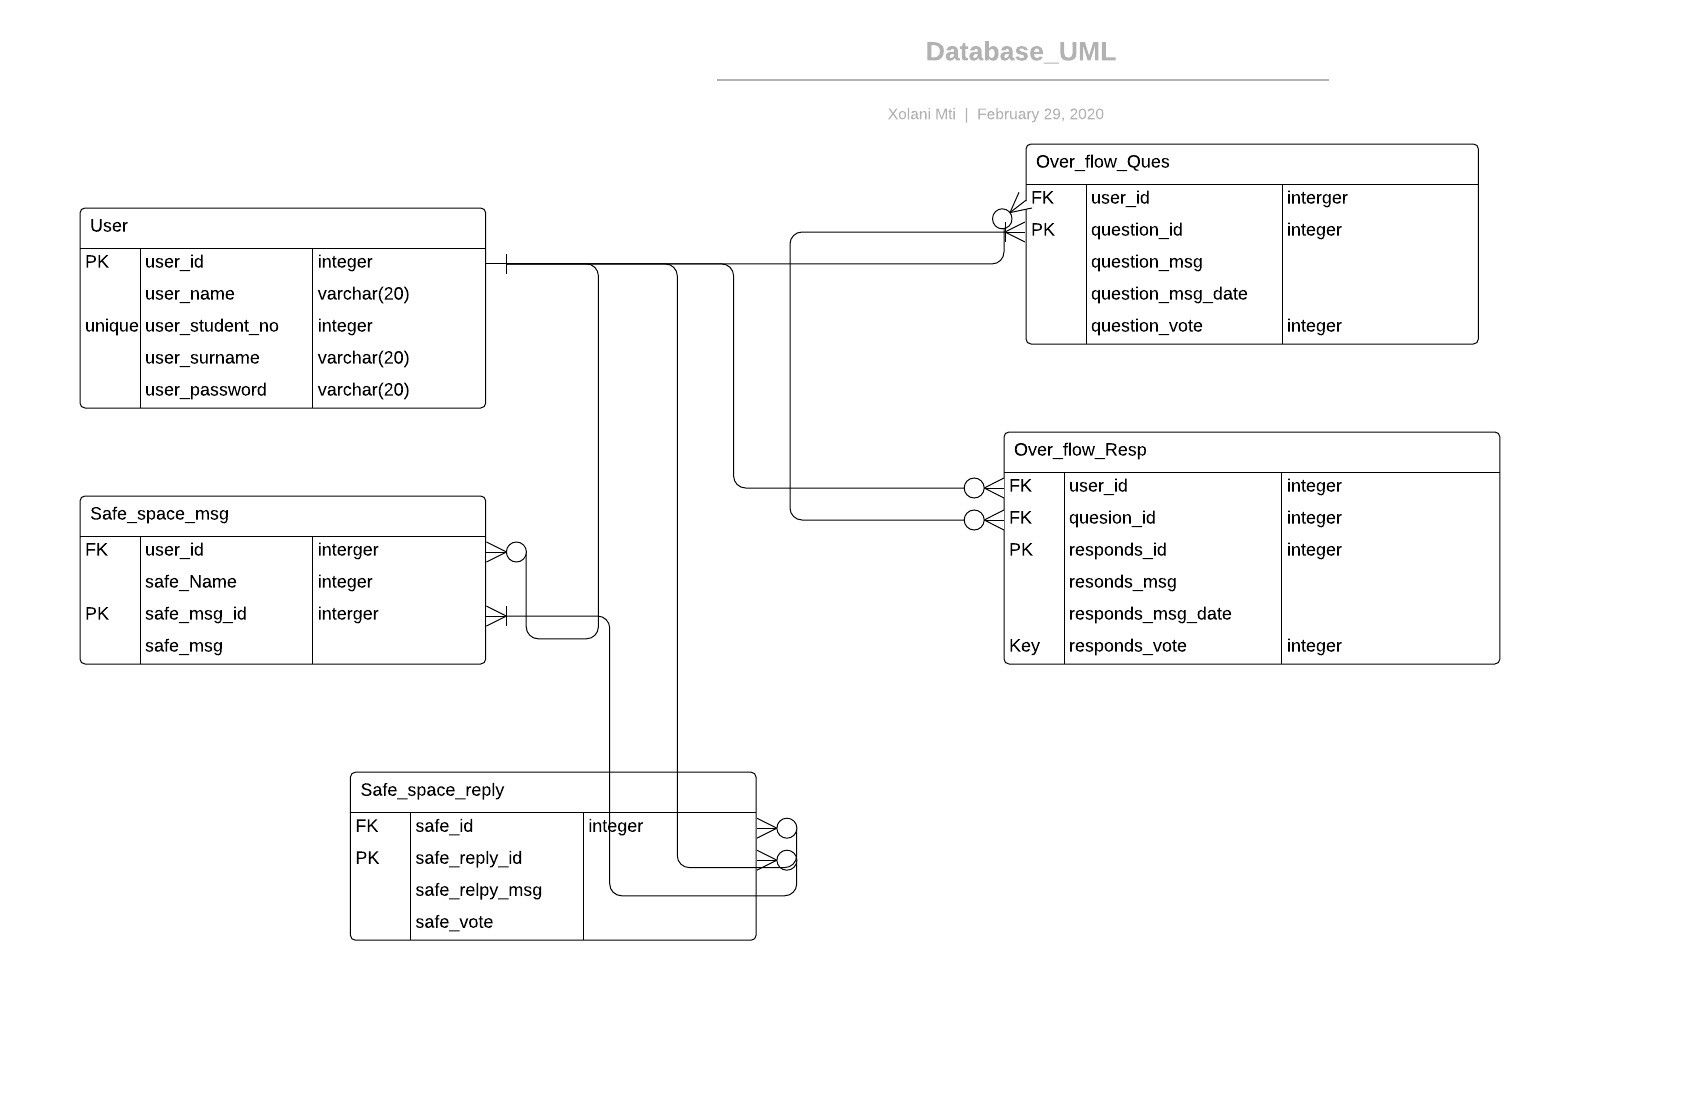 Database_UML
Xolani Mti | February 29, 2020
Over_flow_Ques
FK user_id interger
PK question_id integer
question_msg
question_msg_date
question_vote integer
User
PK user_id integer
user_name varchar(20)
unique user_student_no integer
user_surname varchar(20)
user_password varchar(20)
Over_flow_Resp
FK user_id integer
FK quesion_id integer
PK responds_id integer
resonds_msg
responds_msg_date
Key responds_vote integer
Safe_space_msg
FK user_id interger
safe_Name integer
PK safe_msg_id interger
safe_msg
Safe_space_reply
FK safe_id integer
PK safe_reply_id
safe_relpy_msg
safe_vote